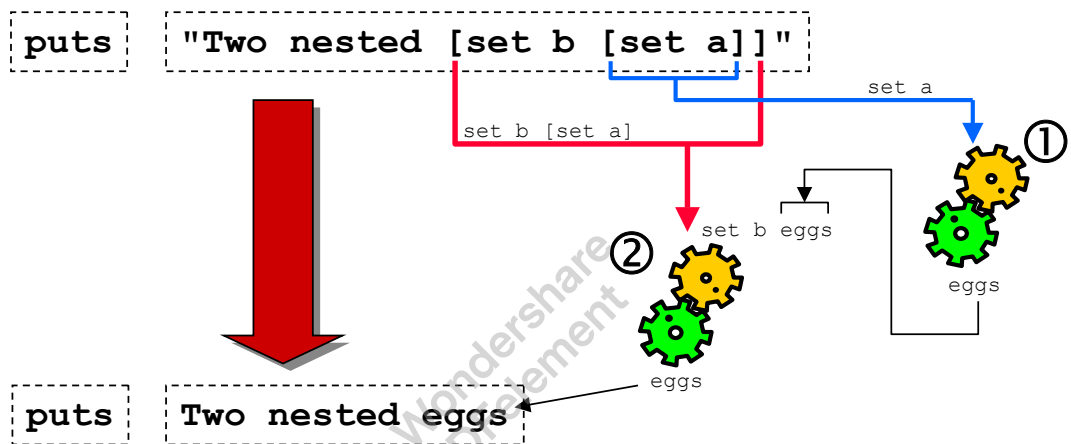 puts "Two nested [set b [set a]]"
set a
set b [set a]
①
set b eggs
②
eggs
eggs
puts Two nested eggs
Wondershare
PDFelement